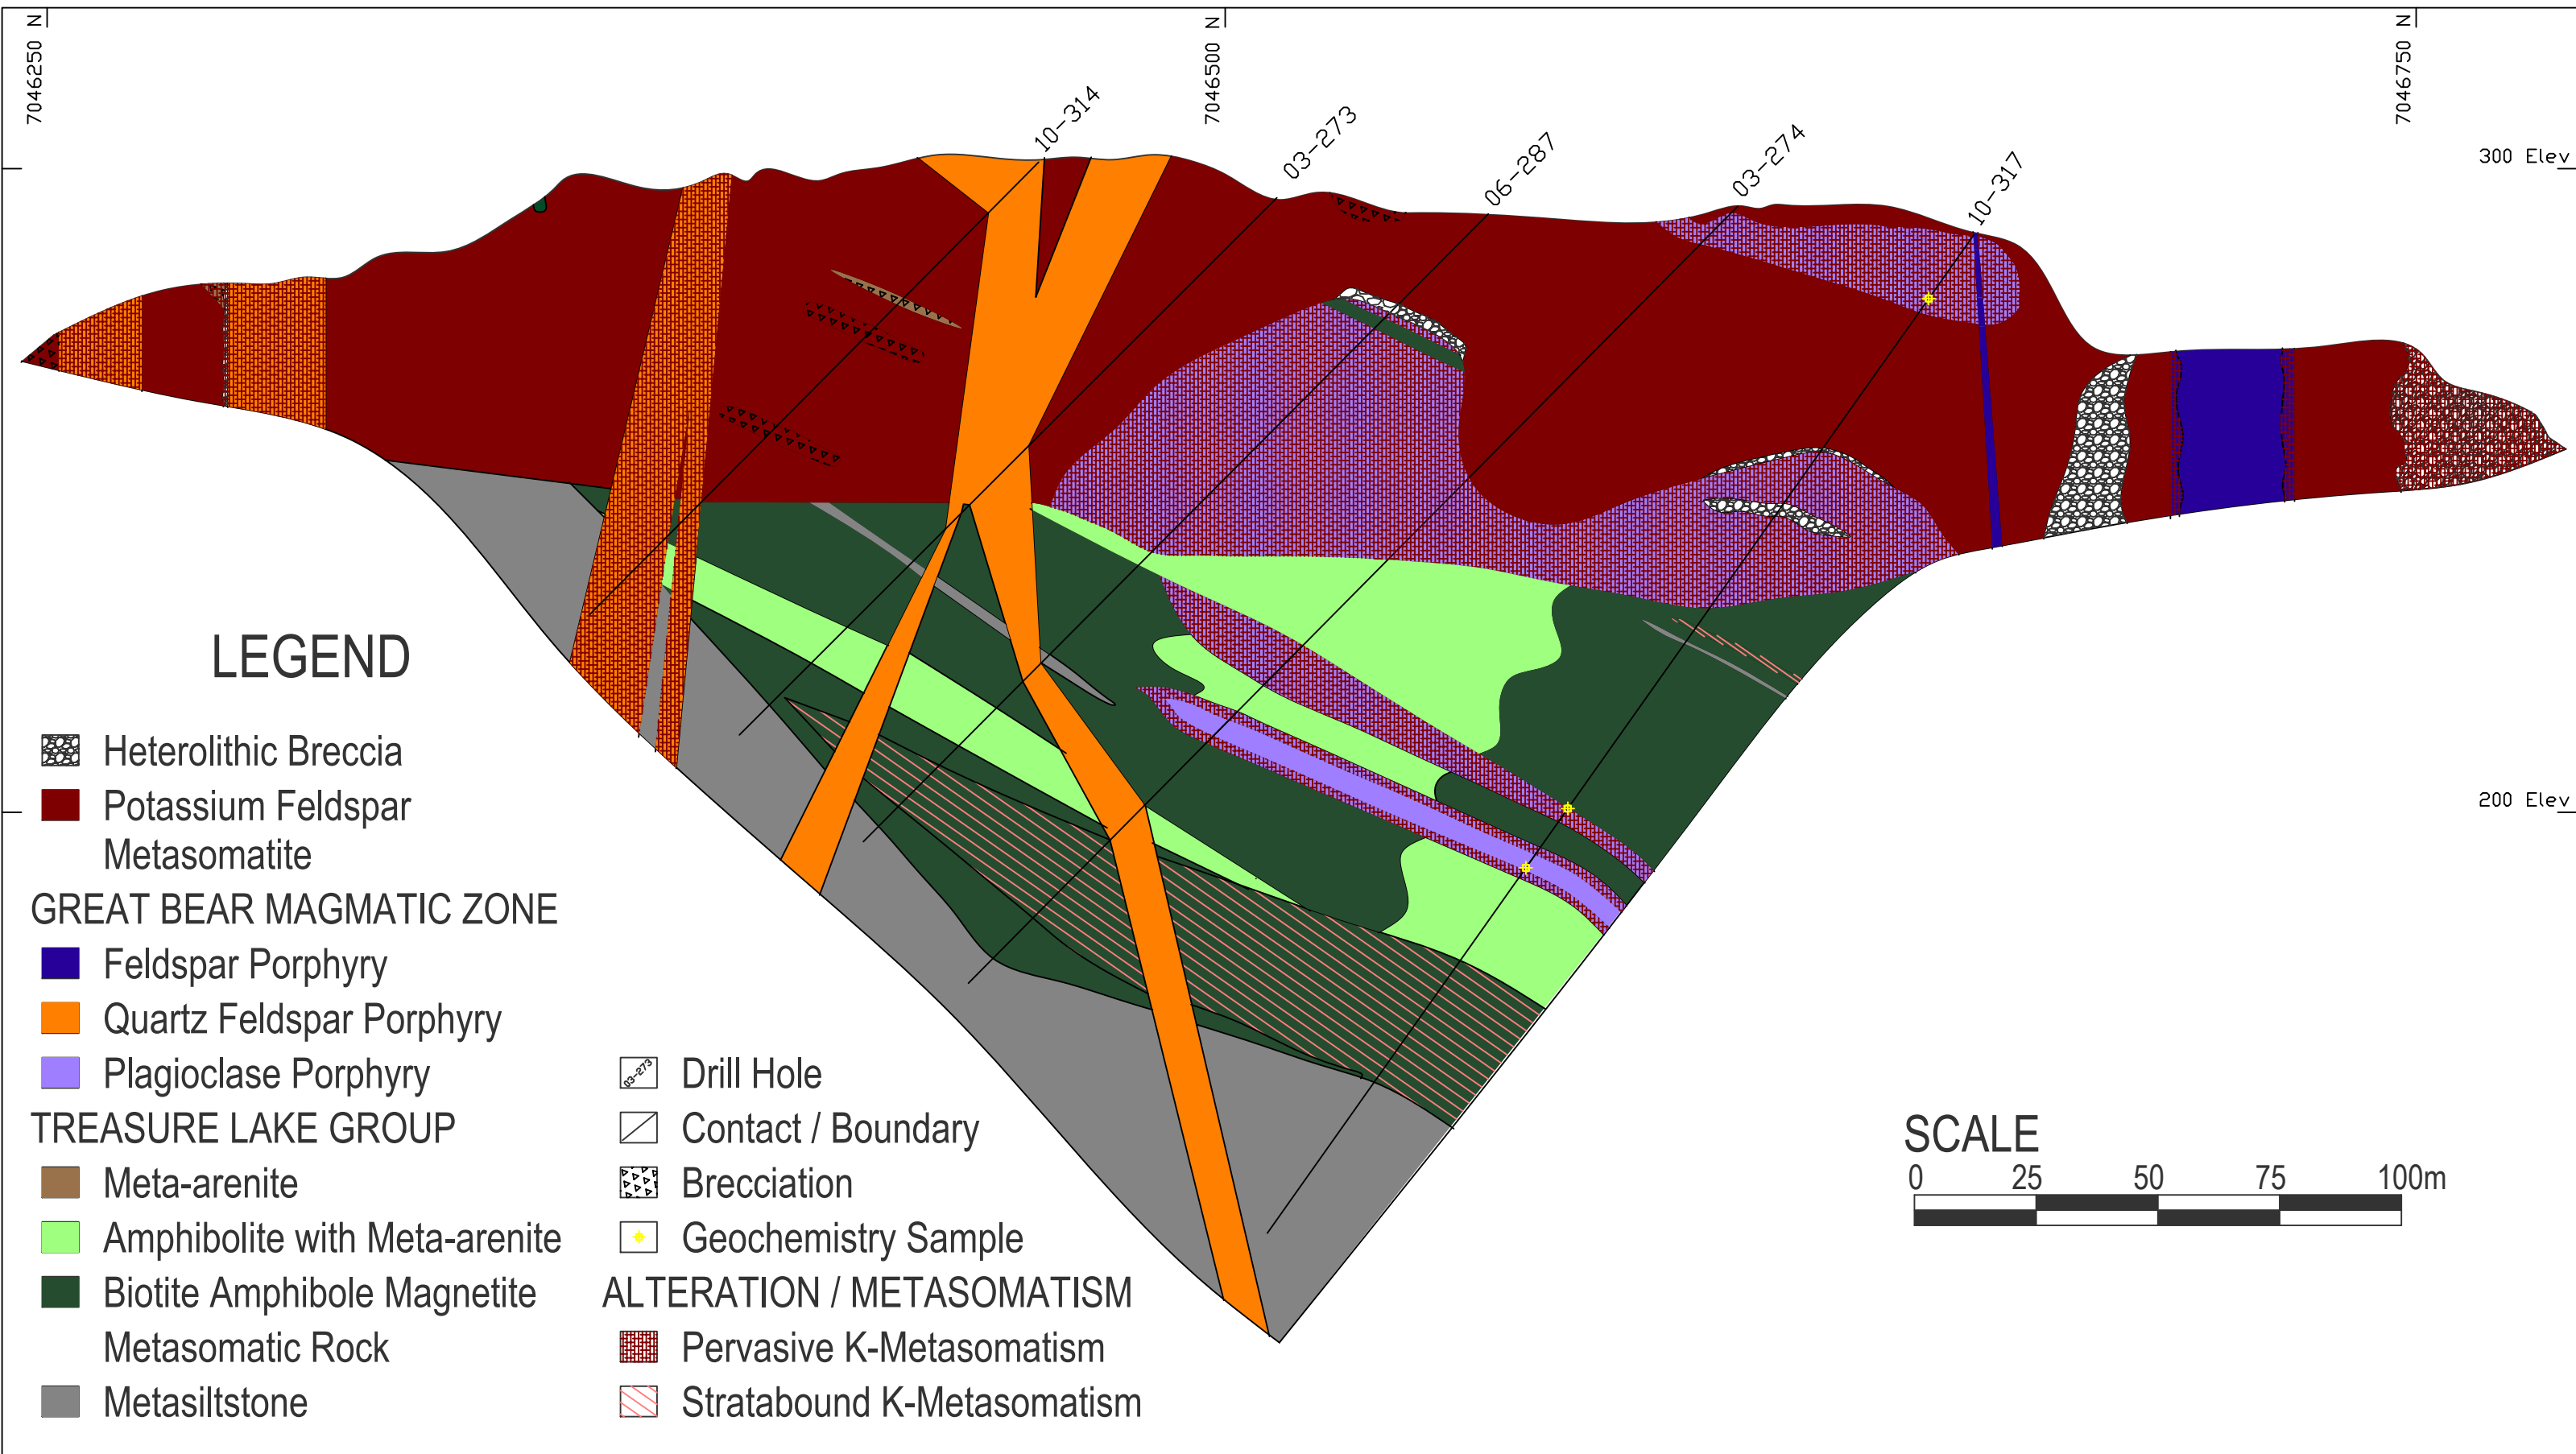 7046250 N
7046500 N
7046750 N
10-314
03-273
06-287
03-274
10-317
300 Elev
200 Elev
LEGEND
Heterolithic Breccia
Potassium Feldspar
Metasomatite
GREAT BEAR MAGMATIC ZONE
Feldspar Porphyry
Quartz Feldspar Porphyry
Plagioclase Porphyry
TREASURE LAKE GROUP
Meta-arenite
Amphibolite with Meta-arenite
Biotite Amphibole Magnetite
Metasomatic Rock
Metasiltstone
03-273
Drill Hole
Contact / Boundary
Brecciation
Geochemistry Sample
ALTERATION / METASOMATISM
Pervasive K-Metasomatism
Stratabound K-Metasomatism
SCALE
0 25 50 75 100m